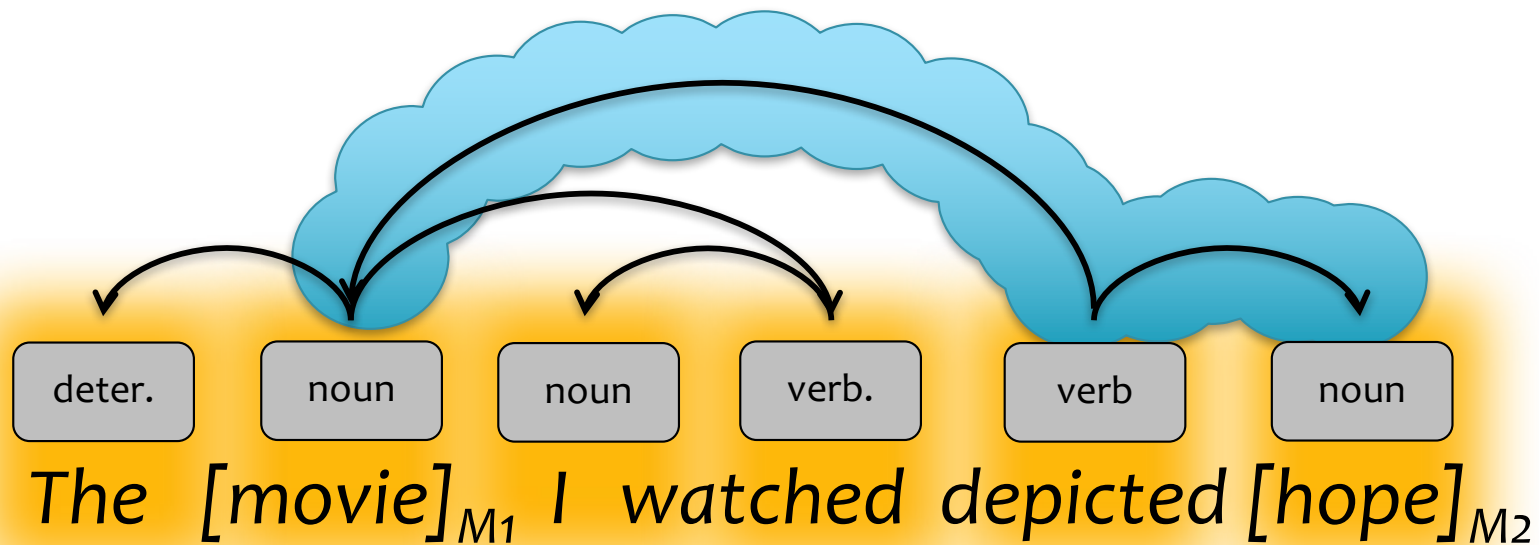 deter. noun noun verb. verb noun
The [movie]M1 I watched depicted [hope]M2